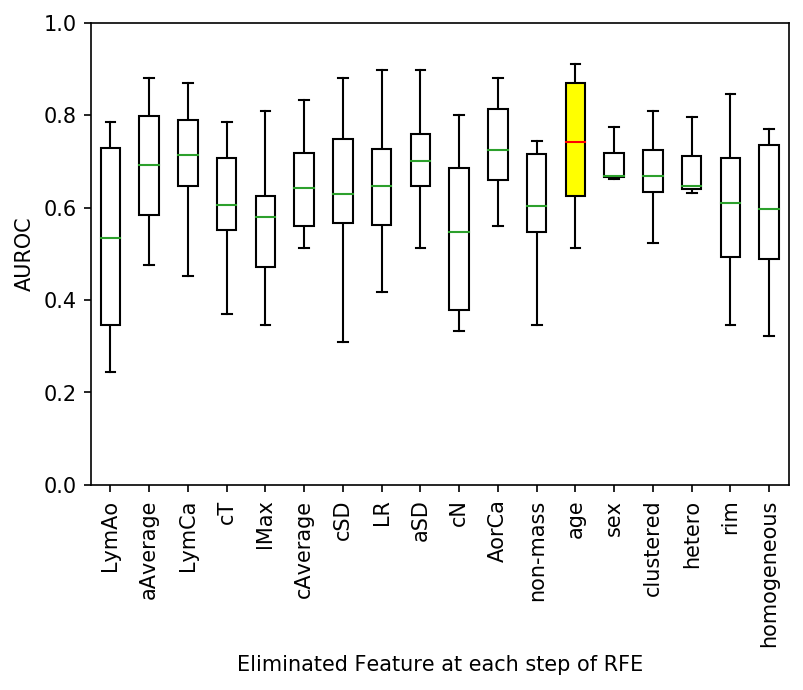 1.0
0.8
0.6
0.4
0.2
0.0
AUROC
LymAo
aAverage
LymCa
cT
lMax
cAverage
cSD
LR
aSD
cN
AorCa
non-mass
age
sex
clustered
hetero
rim
homogeneous
Eliminated Feature at each step of RFE